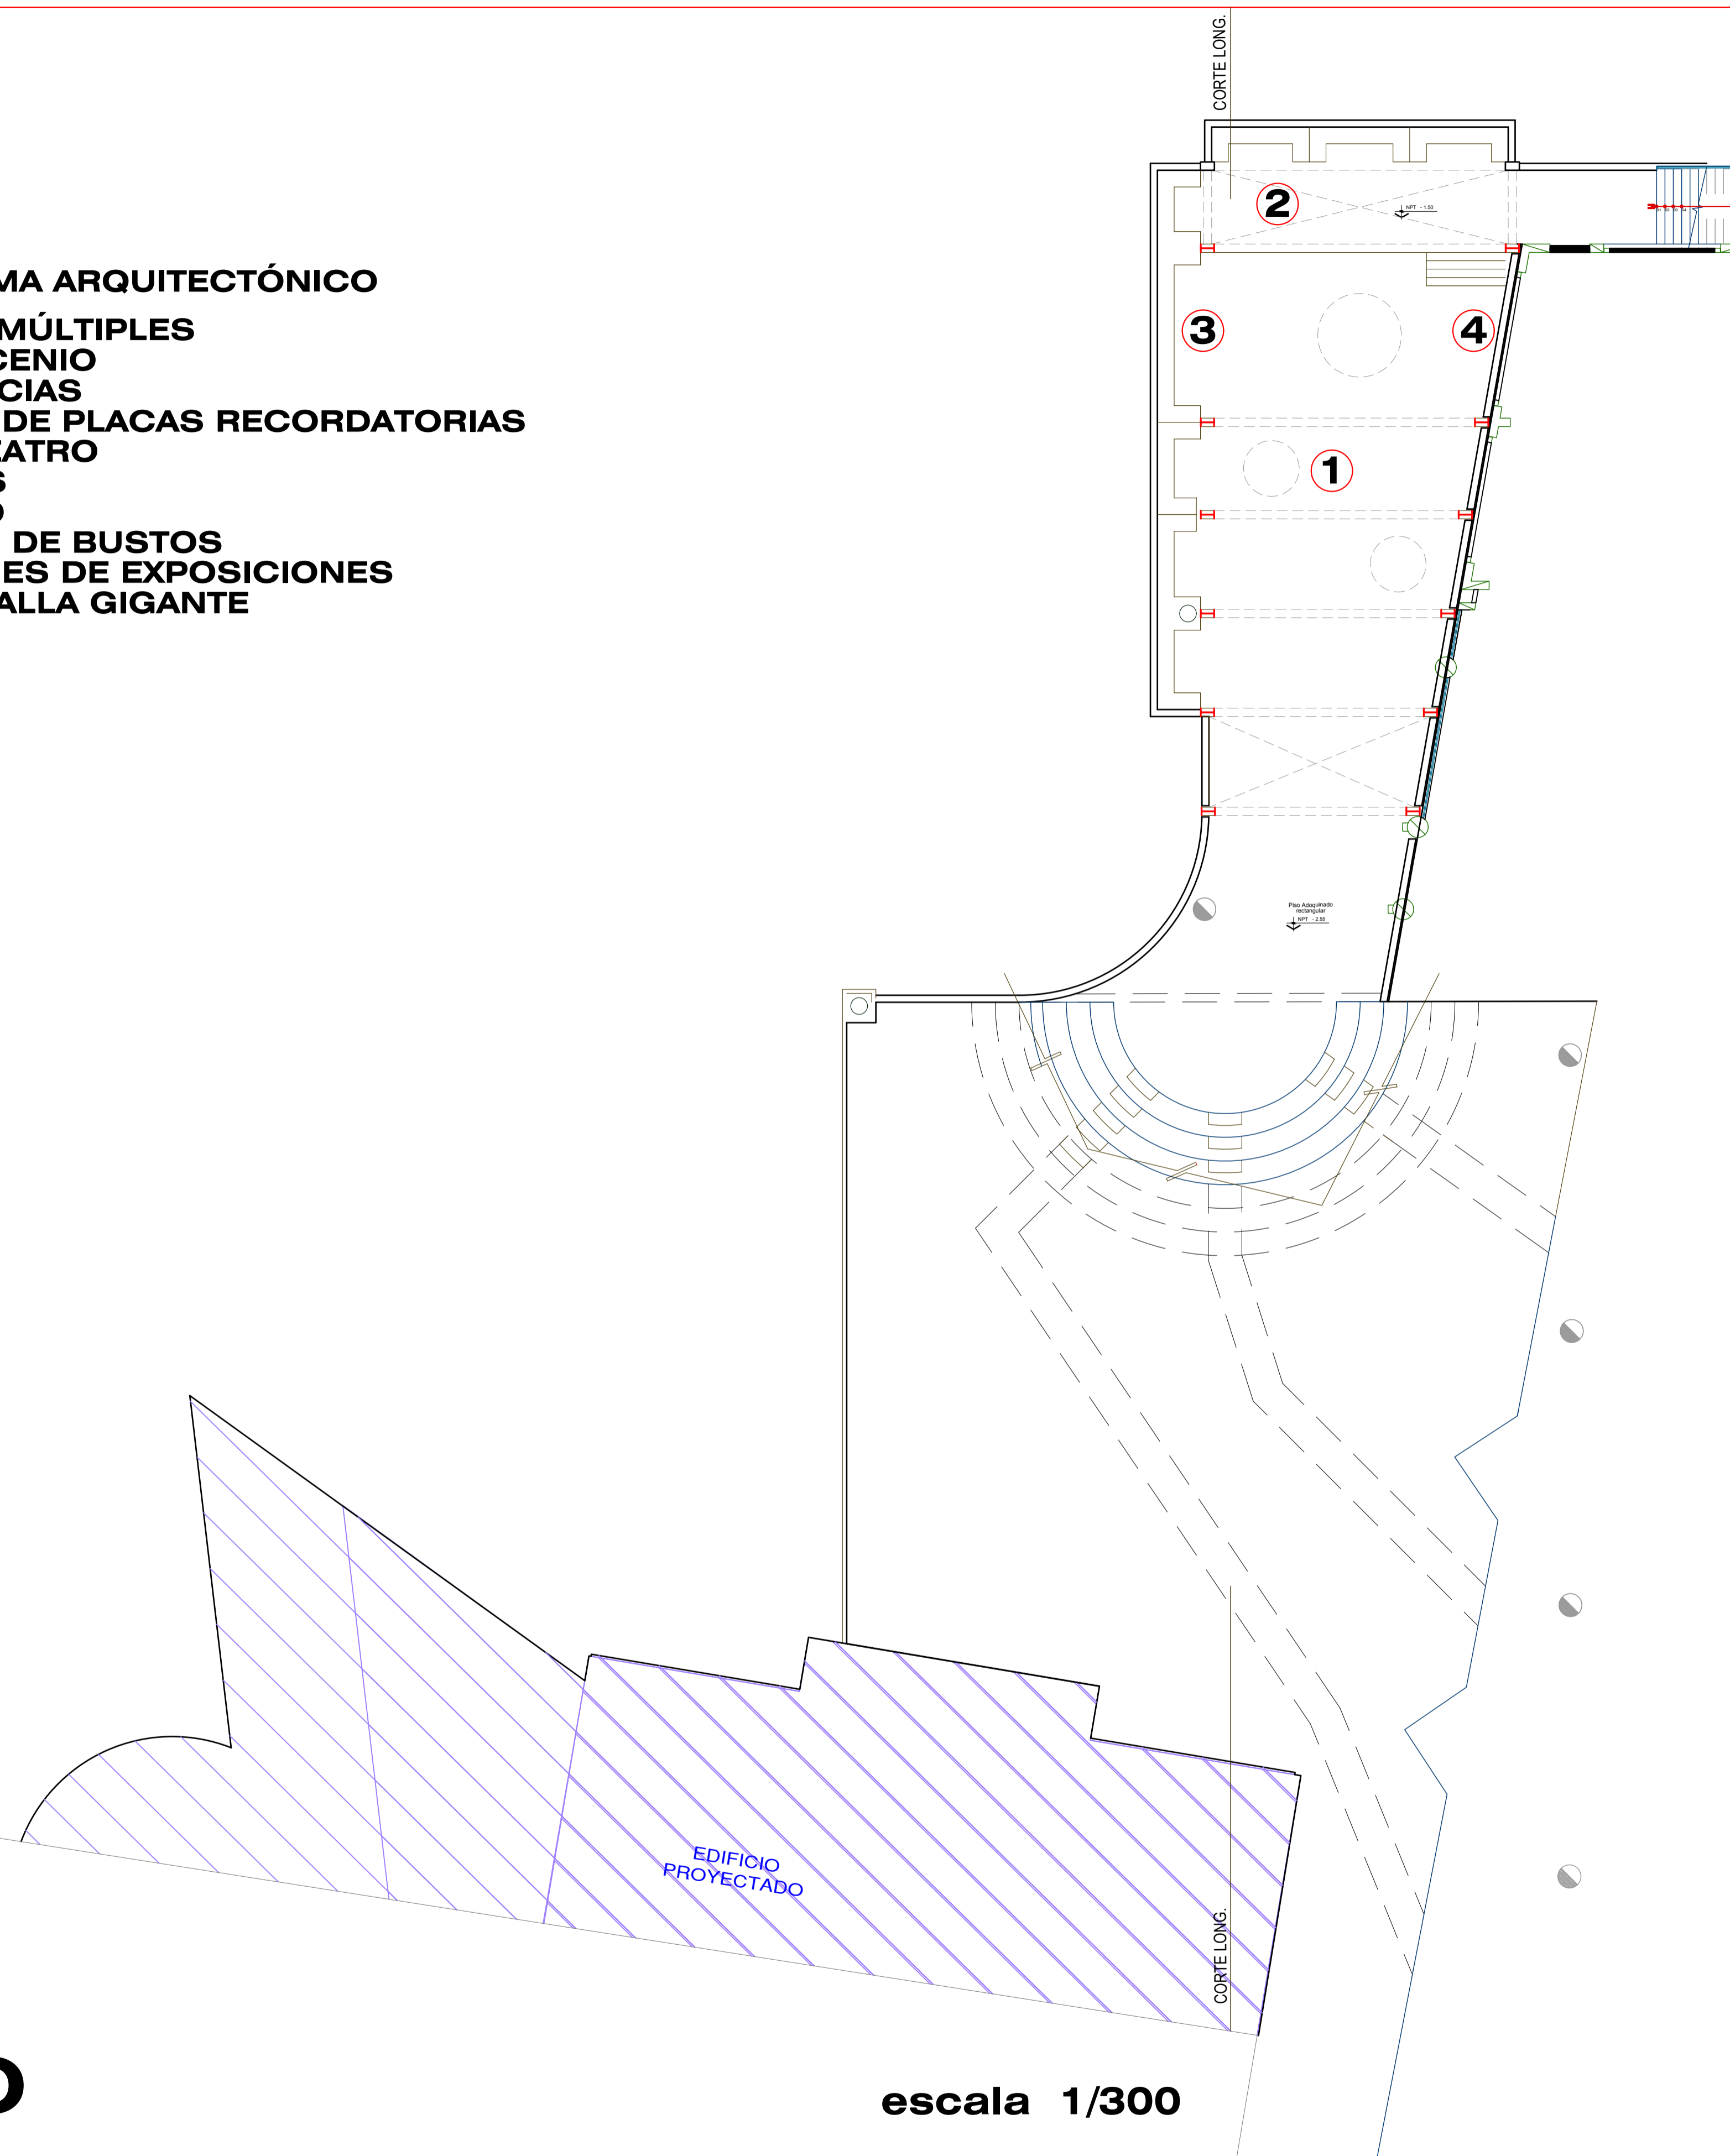 CORTE LONG.
MA ARQUITECTÓNICO
MÚLTIPLES
CENIO
CIAS
DE PLACAS RECORDATORIAS
EATRO
S
O
DE BUSTOS
ES DE EXPOSICIONES
ALLA GIGANTE
2
NPT - 1.50
3
4
1
Piso Adoquinado
rectangular
NPT - 2.55
EDIFICIO
PROYECTADO
CORTE LONG.
O
escala 1/300